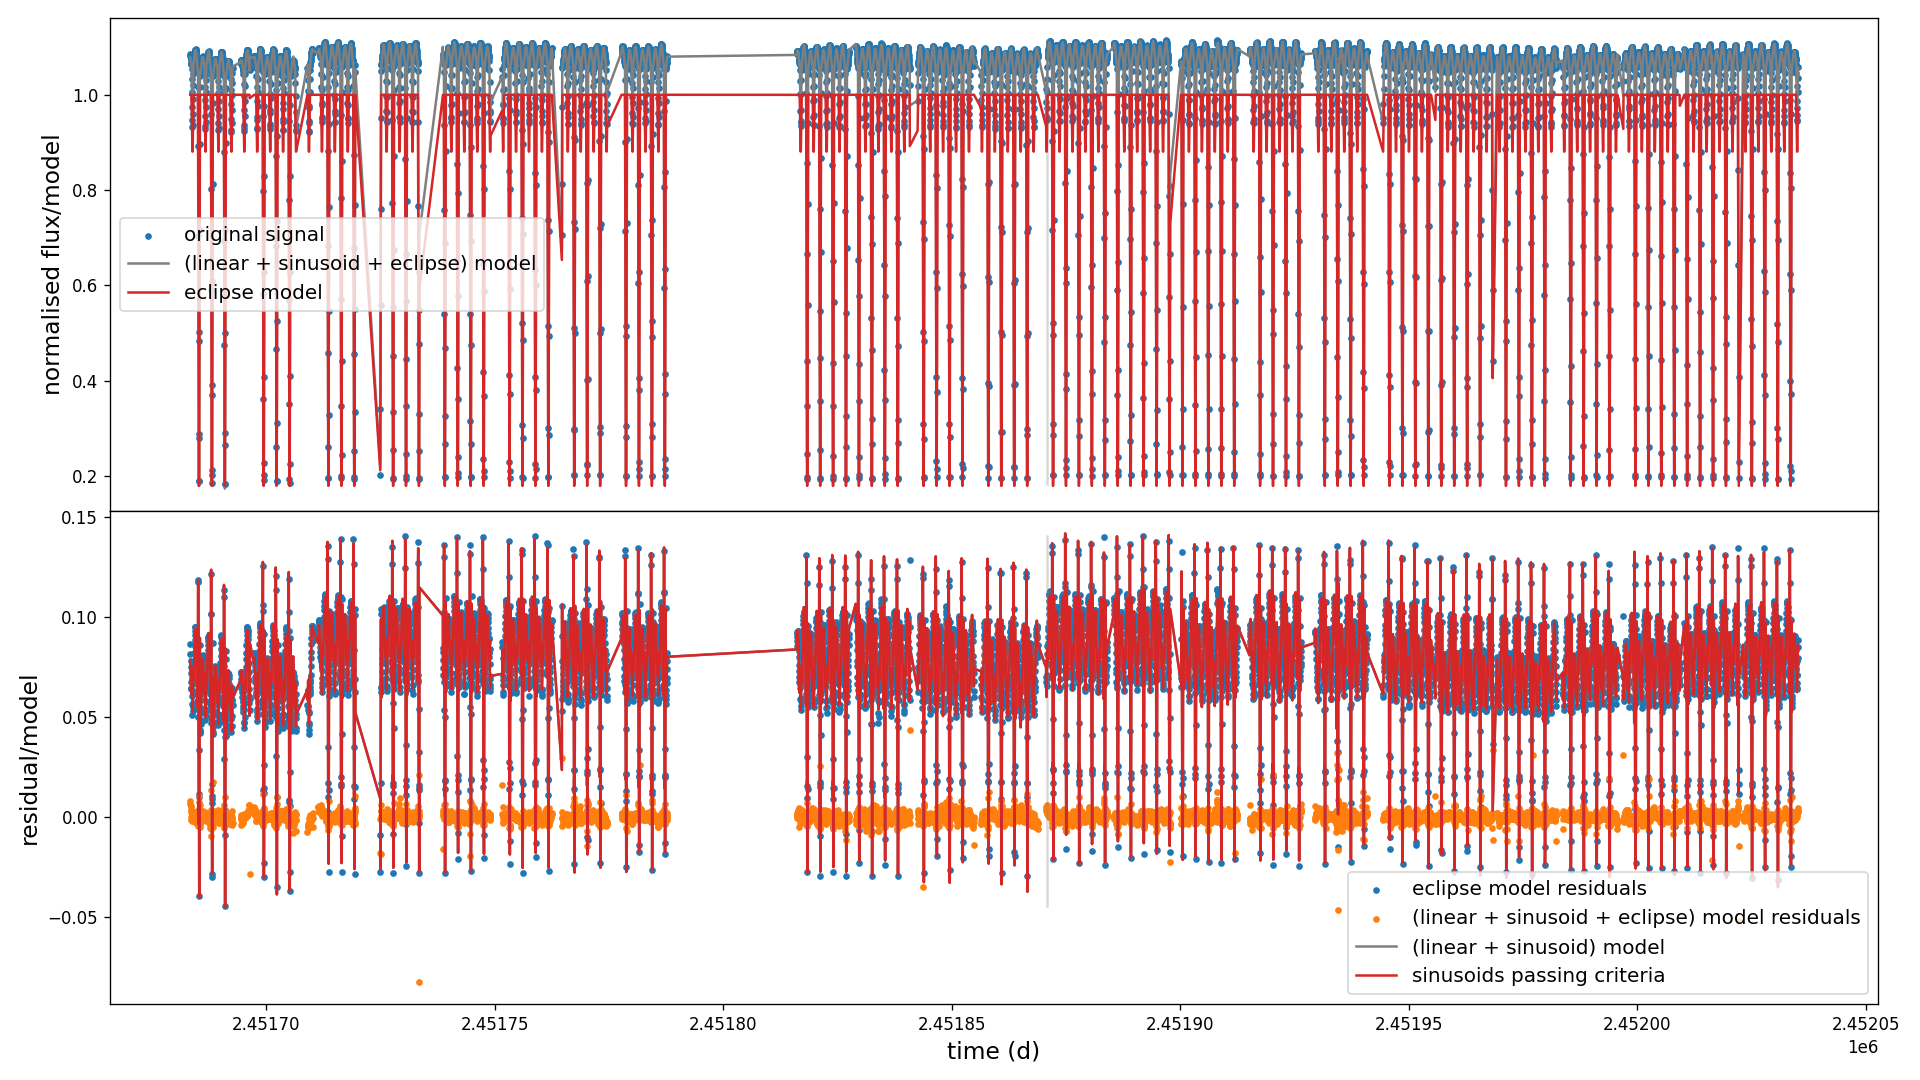 normalised flux/model
1.0
0.8
0.6
0.4
0.2
original signal
(linear + sinusoid + eclipse) model
eclipse model
residual/model
0.15
0.10
0.05
0.00
−0.05
eclipse model residuals
(linear + sinusoid + eclipse) model residuals
(linear + sinusoid) model
sinusoids passing criteria
2.45170 2.45175 2.45180 2.45185 2.45190 2.45195 2.45200 2.45205
time (d)
1e6